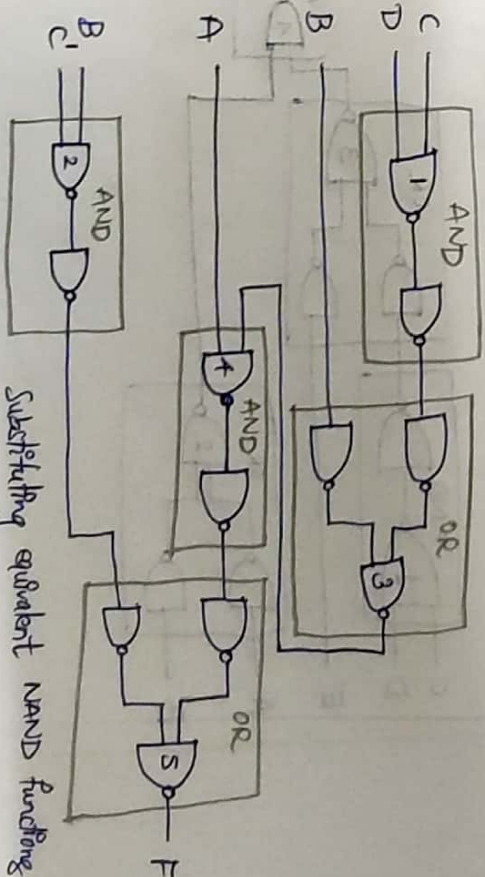 C
D
1
AND
OR
B
3
A
4
AND
OR
B
C'
2
AND
5
F
Substituting equivalent NAND functions